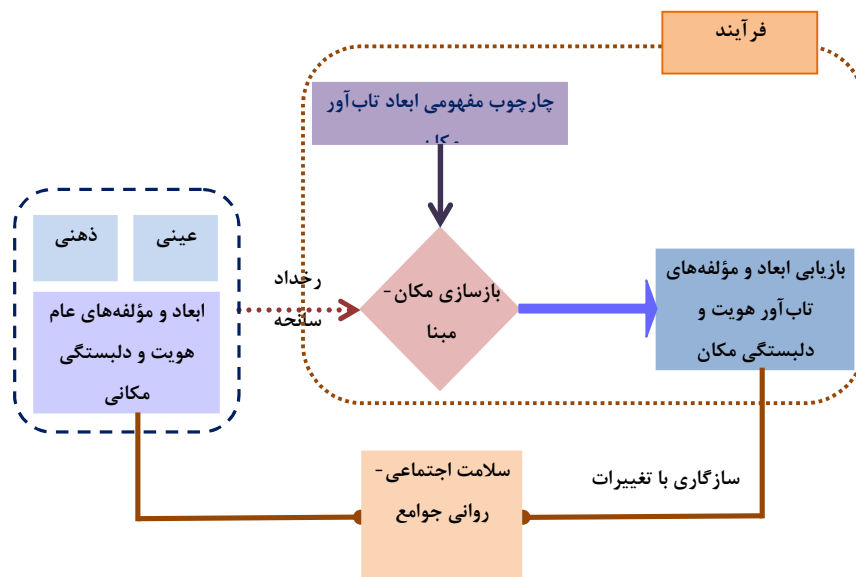 فرآیند
چارچوب مفهومی ابعاد تاب‌آور
مکان
ذهنی
عینی
ابعاد و مؤلفه‌های عام
هویت و دلبستگی
مکانی
رخداد
سانحه
بازسازی مکان-
مبنا
بازیابی ابعاد و مؤلفه‌های
تاب‌آور هویت و
دلبستگی مکان
سلامت اجتماعی-
روانی جوامع
سازگاری با تغییرات